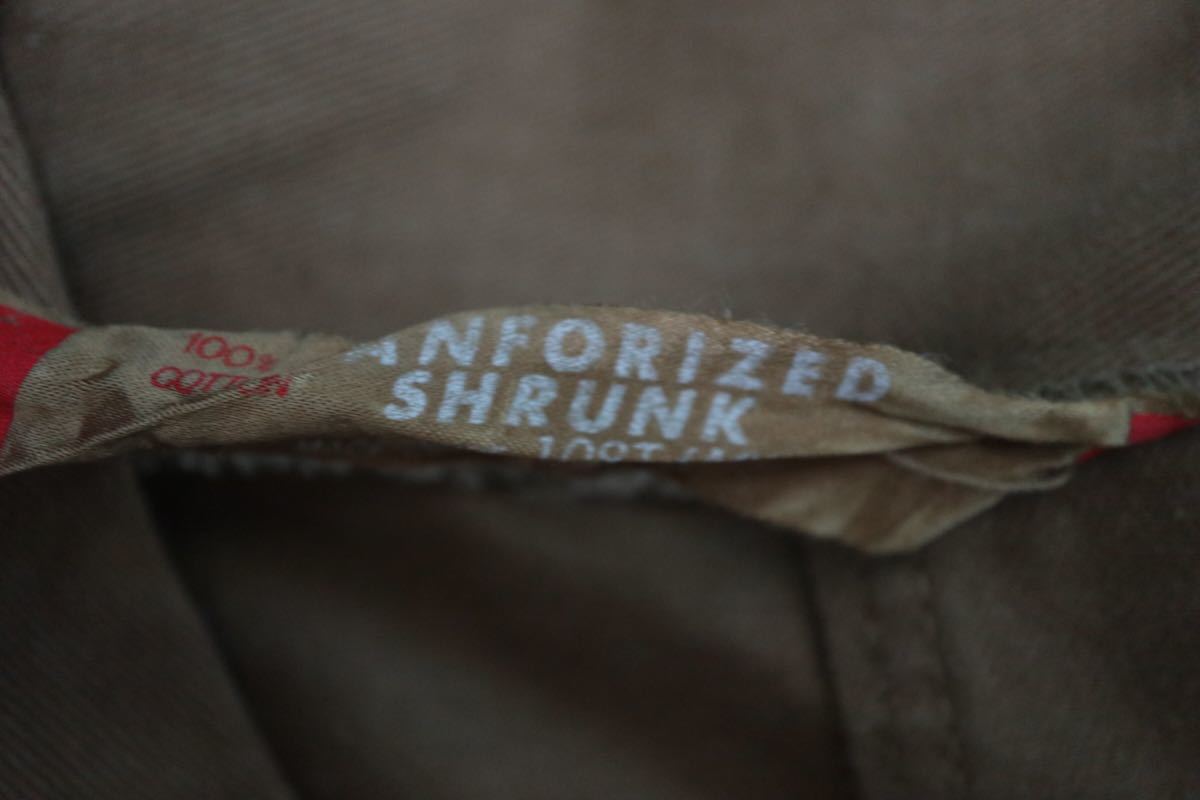 100%
COTTON
ANFORIZED
SHRUNK